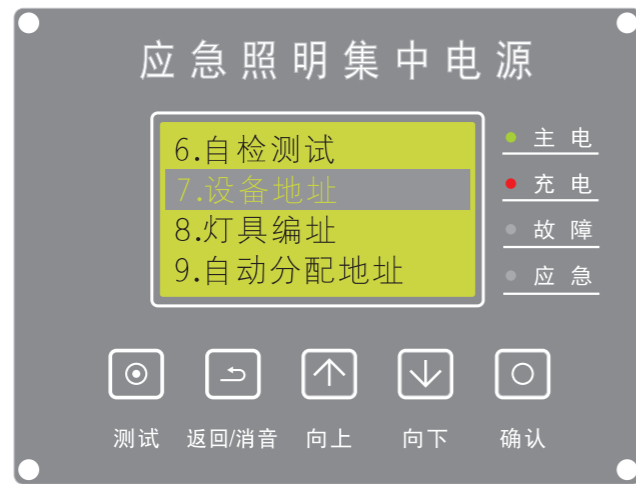 应急照明集中电源
6.自检测试
7.设备地址
8.灯具编址
9.自动分配地址
主电
充电
故障
应急
测试 返回/消音 向上 向下 确认